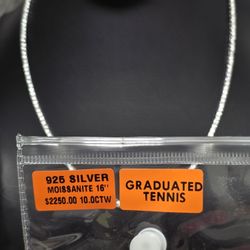 925 SILVER
MOISSANITE 16"
$2250.00 10.0CTW
GRADUATED
TENNIS